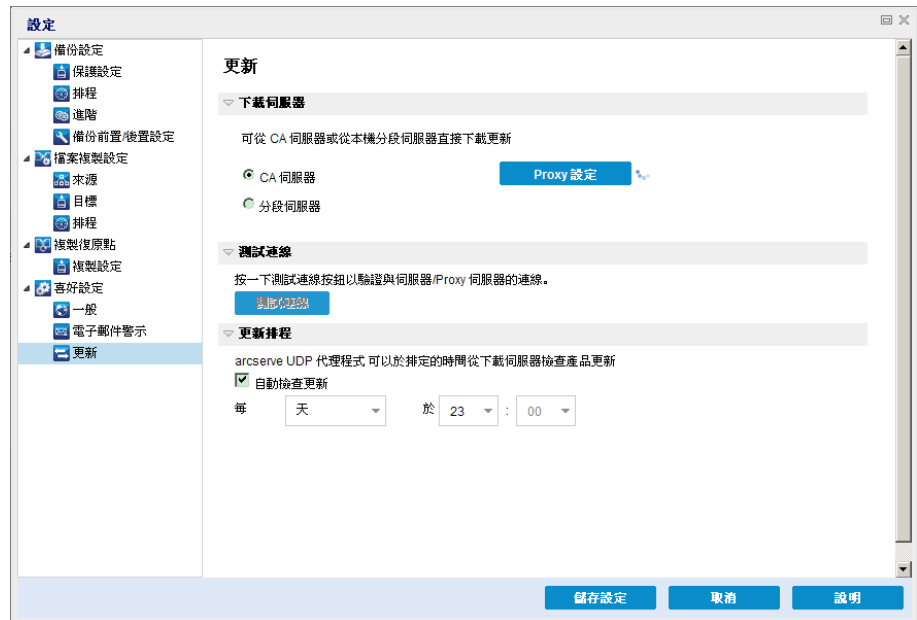 設定
備份設定
保護設定
排程
進階
備份前置/後置設定
檔案複製設定
來源
目標
排程
複製復原點
複製設定
喜好設定
一般
電子郵件警示
更新
更新
下載伺服器
可從 CA 伺服器或從本機分段伺服器直接下載更新
CA 伺服器
Proxy 設定
分段伺服器
測試連線
按一下測試連線按鈕以驗證與伺服器/Proxy 伺服器的連線。
測試連線
更新排程
arcserve UDP 代理程式 可以於排定的時間從下載伺服器檢查產品更新
自動檢查更新
每 天 於 23 : 00
儲存設定 取消 說明